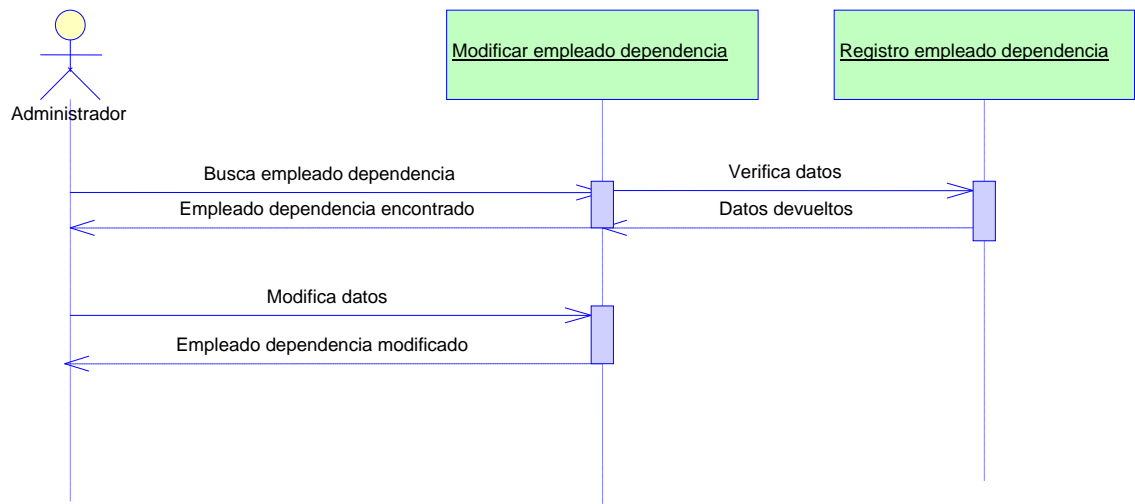 Modificar empleado dependencia
Registro empleado dependencia
Administrador
Busca empleado dependencia
Verifica datos
Empleado dependencia encontrado
Datos devueltos
Modifica datos
Empleado dependencia modificado